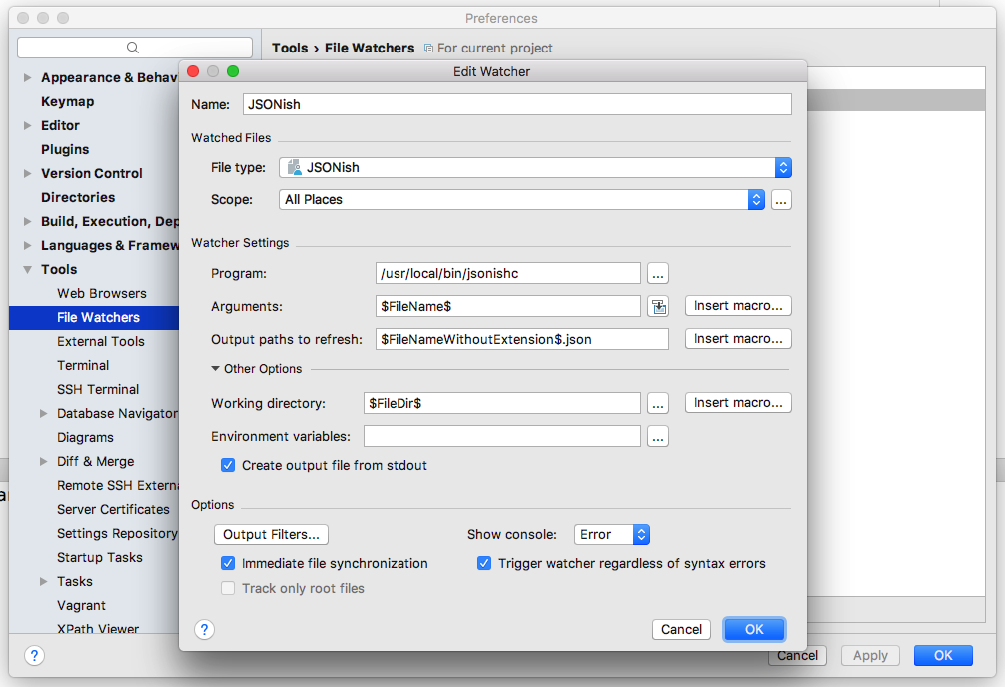 Preferences
Tools › File Watchers For current project
Appearance & Behav
Keymap
Editor
Plugins
Version Control
Directories
Build, Execution, Dep
Languages & Framew
Tools
Web Browsers
File Watchers
External Tools
Terminal
SSH Terminal
Database Navigator
Diagrams
Diff & Merge
Remote SSH Externa
Server Certificates
Settings Repository
Startup Tasks
Tasks
Vagrant
XPath Viewer
Edit Watcher
Name: JSONish
Watched Files
File type: JSONish
Scope: All Places ...
Watcher Settings
Program: /usr/local/bin/jsonishc ...
Arguments: $FileName$ Insert macro...
Output paths to refresh: $FileNameWithoutExtension$.json Insert macro...
Other Options
Working directory: $FileDir$ ... Insert macro...
Environment variables: ...
Create output file from stdout
Options
Output Filters... Show console: Error
Immediate file synchronization Trigger watcher regardless of syntax errors
Track only root files
? Cancel OK
? Cancel Apply OK